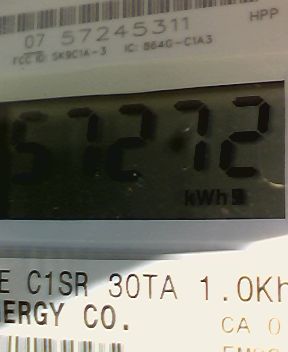 07 57245311 HPP
FCC ID: SK9C1A-3 IC: 864G-C1A3
57272
kWh
E C1SR 30TA 1.0Kh
ERGY CO.
CA 0